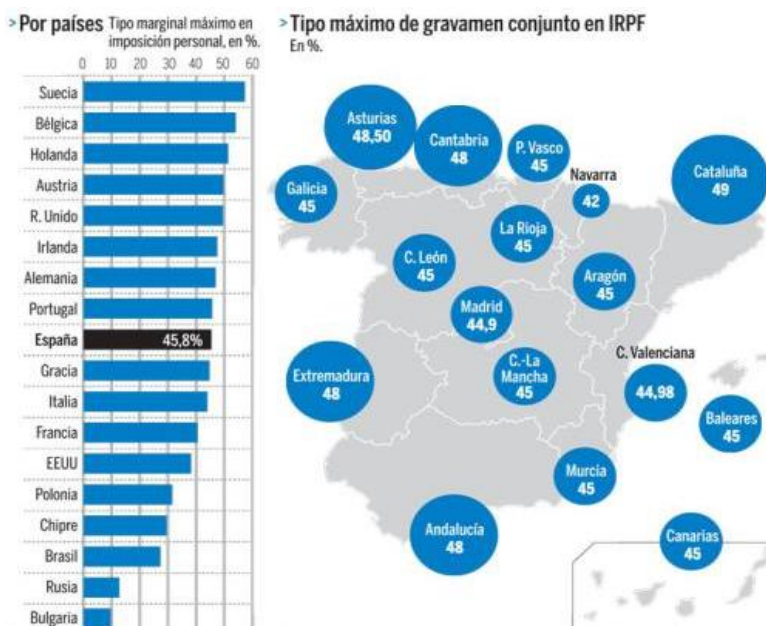 > Por países Tipo marginal máximo en
imposición personal, en %.
0 10 20 30 40 50 60
Suecia
Bélgica
Holanda
Austria
R. Unido
Irlanda
Alemania
Portugal
España 45,8%
Gracia
Italia
Francia
EEUU
Polonia
Chipre
Brasil
Rusia
Bulgaria
> Tipo máximo de gravamen conjunto en IRPF
En %.
Asturias
48,50
Cantabria
48
P. Vasco
45
Navarra
42
Cataluña
49
Galicia
45
La Rioja
45
C. León
45
Aragón
45
Madrid
44,9
C. Valenciana
44,98
Extremadura
48
C.-La
Mancha
45
Baleares
45
Murcia
45
Andalucía
48
Canarias
45